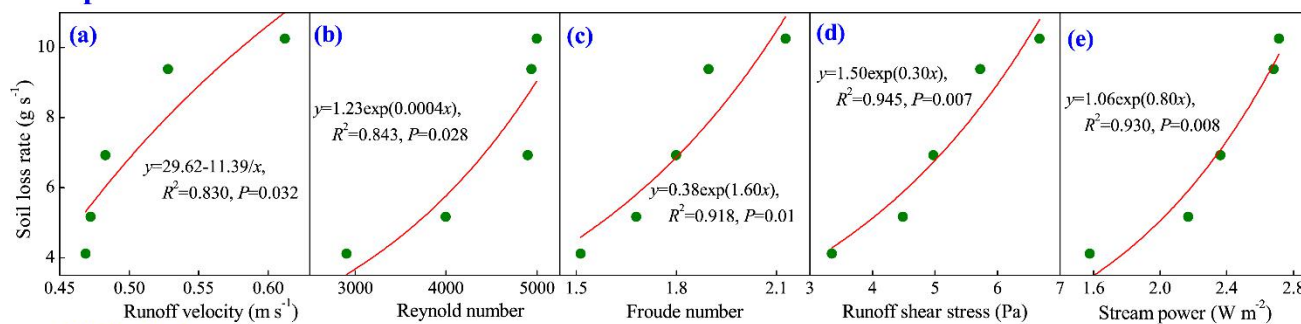 (a)
(b)
(c)
(d)
(e)
Soil loss rate (g s⁻¹)
10
8
6
4
y=29.62-11.39/x,
R²=0.830, P=0.032
y=1.23exp(0.0004x),
R²=0.843, P=0.028
y=0.38exp(1.60x),
R²=0.918, P=0.01
y=1.50exp(0.30x),
R²=0.945, P=0.007
y=1.06exp(0.80x),
R²=0.930, P=0.008
0.45 0.50 0.55 0.60
3000 4000 5000
1.5 1.8 2.1
3 4 5 6 7
1.6 2.0 2.4 2.8
Runoff velocity (m s⁻¹)
Reynold number
Froude number
Runoff shear stress (Pa)
Stream power (W m⁻²)